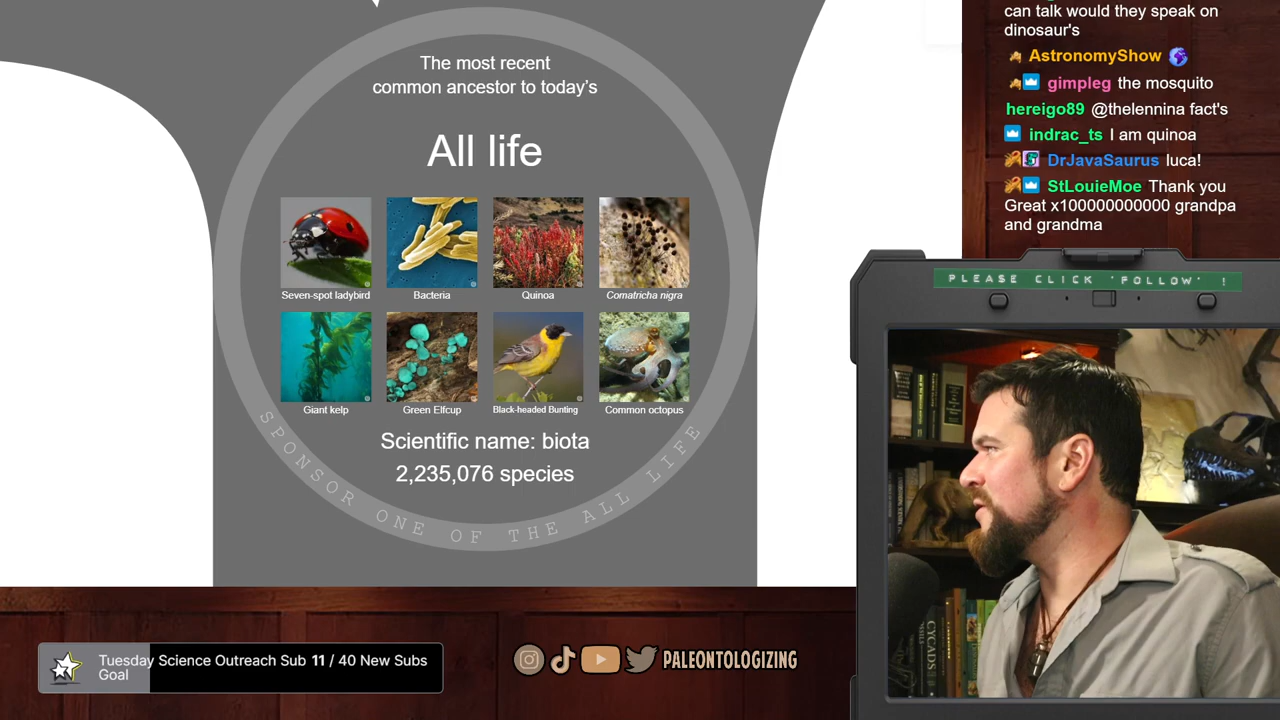 The most recent
common ancestor to today's
All life
Seven-spot ladybird
Bacteria
Quinoa
Comatricha nigra
Giant kelp
Green Elfcup
Black-headed Bunting
Common octopus
Scientific name: biota
2,235,076 species
SPONSOR ONE OF THE ALL LIFE
can talk would they speak on
dinosaur's
AstronomyShow
gimpleg the mosquito
hereigo89 @thelennina fact's
indrac_ts I am quinoa
DrJavaSaurus luca!
StLouieMoe Thank you
Great x100000000000 grandpa
and grandma
PLEASE CLICK 'FOLLOW' !
CYCADS
Tuesday Science Outreach Sub 11 / 40 New Subs
Goal
PALEONTOLOGIZING